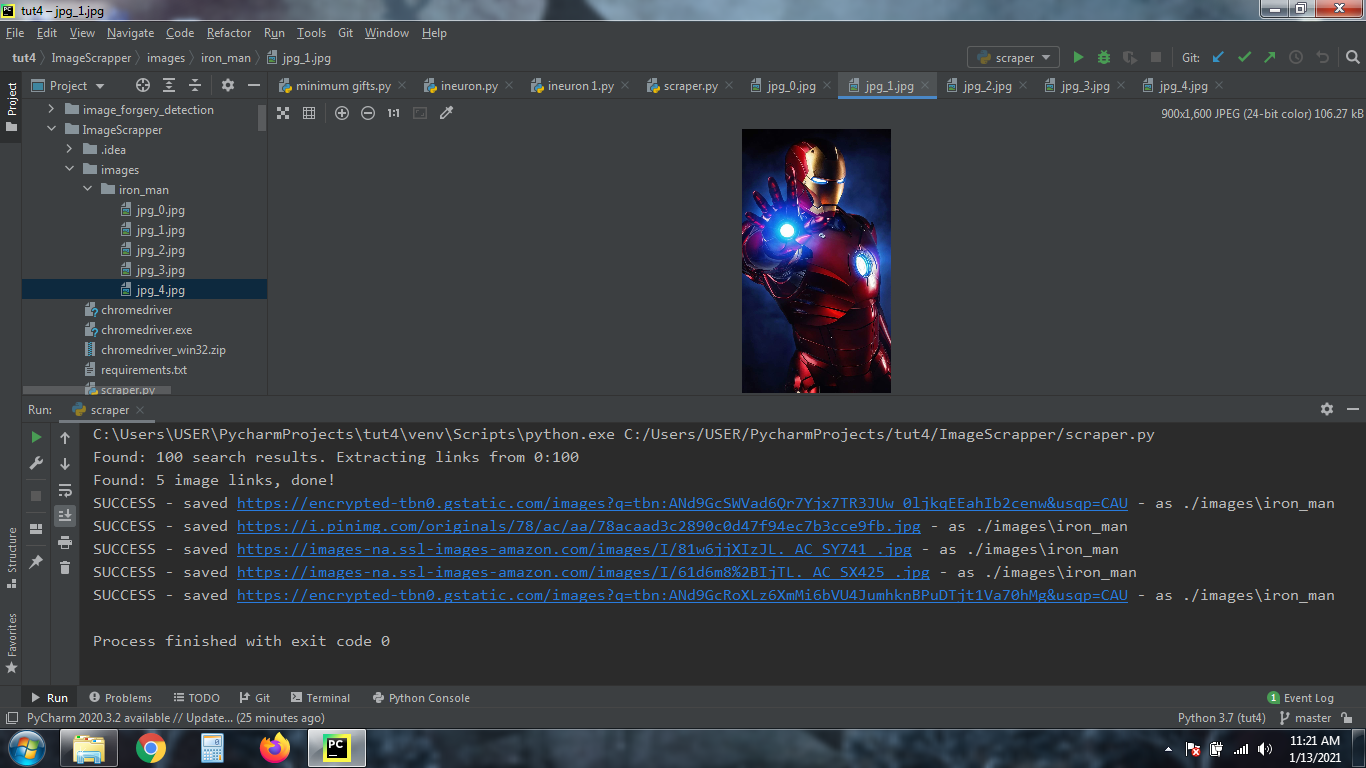 tut4 – jpg_1.jpg
File Edit View Navigate Code Refactor Run Tools Git Window Help
tut4 ImageScrapper images iron_man jpg_1.jpg scraper Git:
Project minimum gifts.py ineuron.py ineuron 1.py scraper.py jpg_0.jpg jpg_1.jpg jpg_2.jpg jpg_3.jpg jpg_4.jpg
Project
image_forgery_detection
ImageScrapper
.idea
images
iron_man
jpg_0.jpg
jpg_1.jpg
jpg_2.jpg
jpg_3.jpg
jpg_4.jpg
chromedriver
chromedriver.exe
chromedriver_win32.zip
requirements.txt
scraper.py
1:1 900x1,600 JPEG (24-bit color) 106.27 kB
Run: scraper
C:\Users\USER\PycharmProjects\tut4\venv\Scripts\python.exe C:/Users/USER/PycharmProjects/tut4/ImageScrapper/scraper.py
Found: 100 search results. Extracting links from 0:100
Found: 5 image links, done!
SUCCESS - saved https://encrypted-tbn0.gstatic.com/images?q=tbn:ANd9GcSWVad6Qr7Yjx7TR3JUw_0ljkqEEahIb2cenw&usqp=CAU - as ./images\iron_man
SUCCESS - saved https://i.pinimg.com/originals/78/ac/aa/78acaad3c2890c0d47f94ec7b3cce9fb.jpg - as ./images\iron_man
SUCCESS - saved https://images-na.ssl-images-amazon.com/images/I/81w6jjXIzJL._AC_SY741_.jpg - as ./images\iron_man
SUCCESS - saved https://images-na.ssl-images-amazon.com/images/I/61d6m8%2BIjTL._AC_SX425_.jpg - as ./images\iron_man
SUCCESS - saved https://encrypted-tbn0.gstatic.com/images?q=tbn:ANd9GcRoXLz6XmMi6bVU4JumhknBPuDTjt1Va70hMg&usqp=CAU - as ./images\iron_man
Process finished with exit code 0
Structure
Favorites
Run Problems TODO Git Terminal Python Console 1 Event Log
PyCharm 2020.3.2 available // Update... (25 minutes ago) Python 3.7 (tut4) master
PC
11:21 AM
1/13/2021